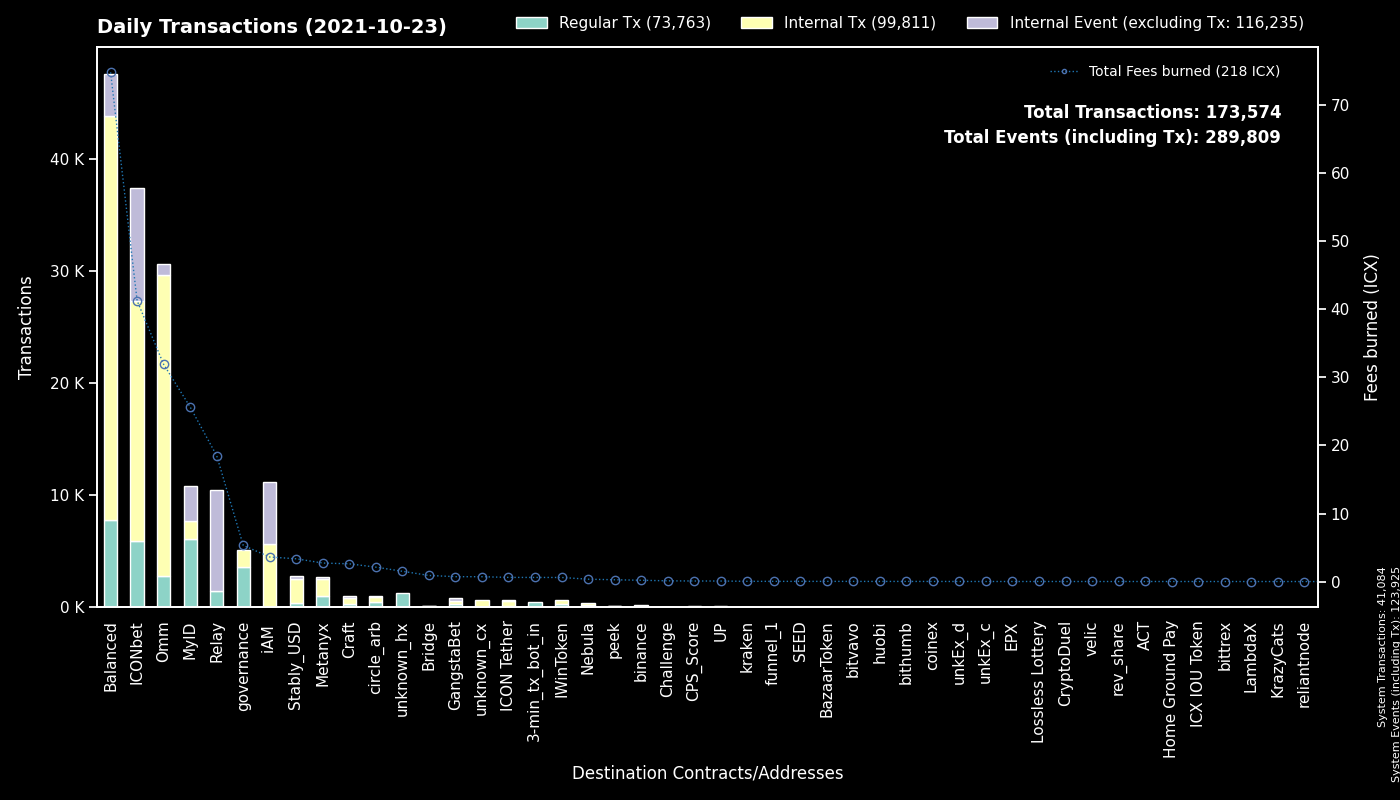 Daily Transactions (2021-10-23)
Regular Tx (73,763)
Internal Tx (99,811)
Internal Event (excluding Tx: 116,235)
Total Fees burned (218 ICX)
Total Transactions: 173,574
Total Events (including Tx): 289,809
Transactions
40 K
30 K
20 K
10 K
0 K
Fees burned (ICX)
70
60
50
40
30
20
10
0
Balanced
ICONbet
Omm
MyID
Relay
governance
iAM
Stably_USD
Metanyx
Craft
circle_arb
unknown_hx
Bridge
GangstaBet
unknown_cx
ICON Tether
3-min_tx_bot_in
IWinToken
Nebula
peek
binance
Challenge
CPS_Score
UP
kraken
funnel_1
SEED
BazaarToken
bitvavo
huobi
bithumb
coinex
unkEx_d
unkEx_c
EPX
Lossless Lottery
CryptoDuel
velic
rev_share
ACT
Home Ground Pay
ICX IOU Token
bittrex
LambdaX
KrazyCats
reliantnode
Destination Contracts/Addresses
System Transactions: 41,084
System Events (including Tx): 123,925